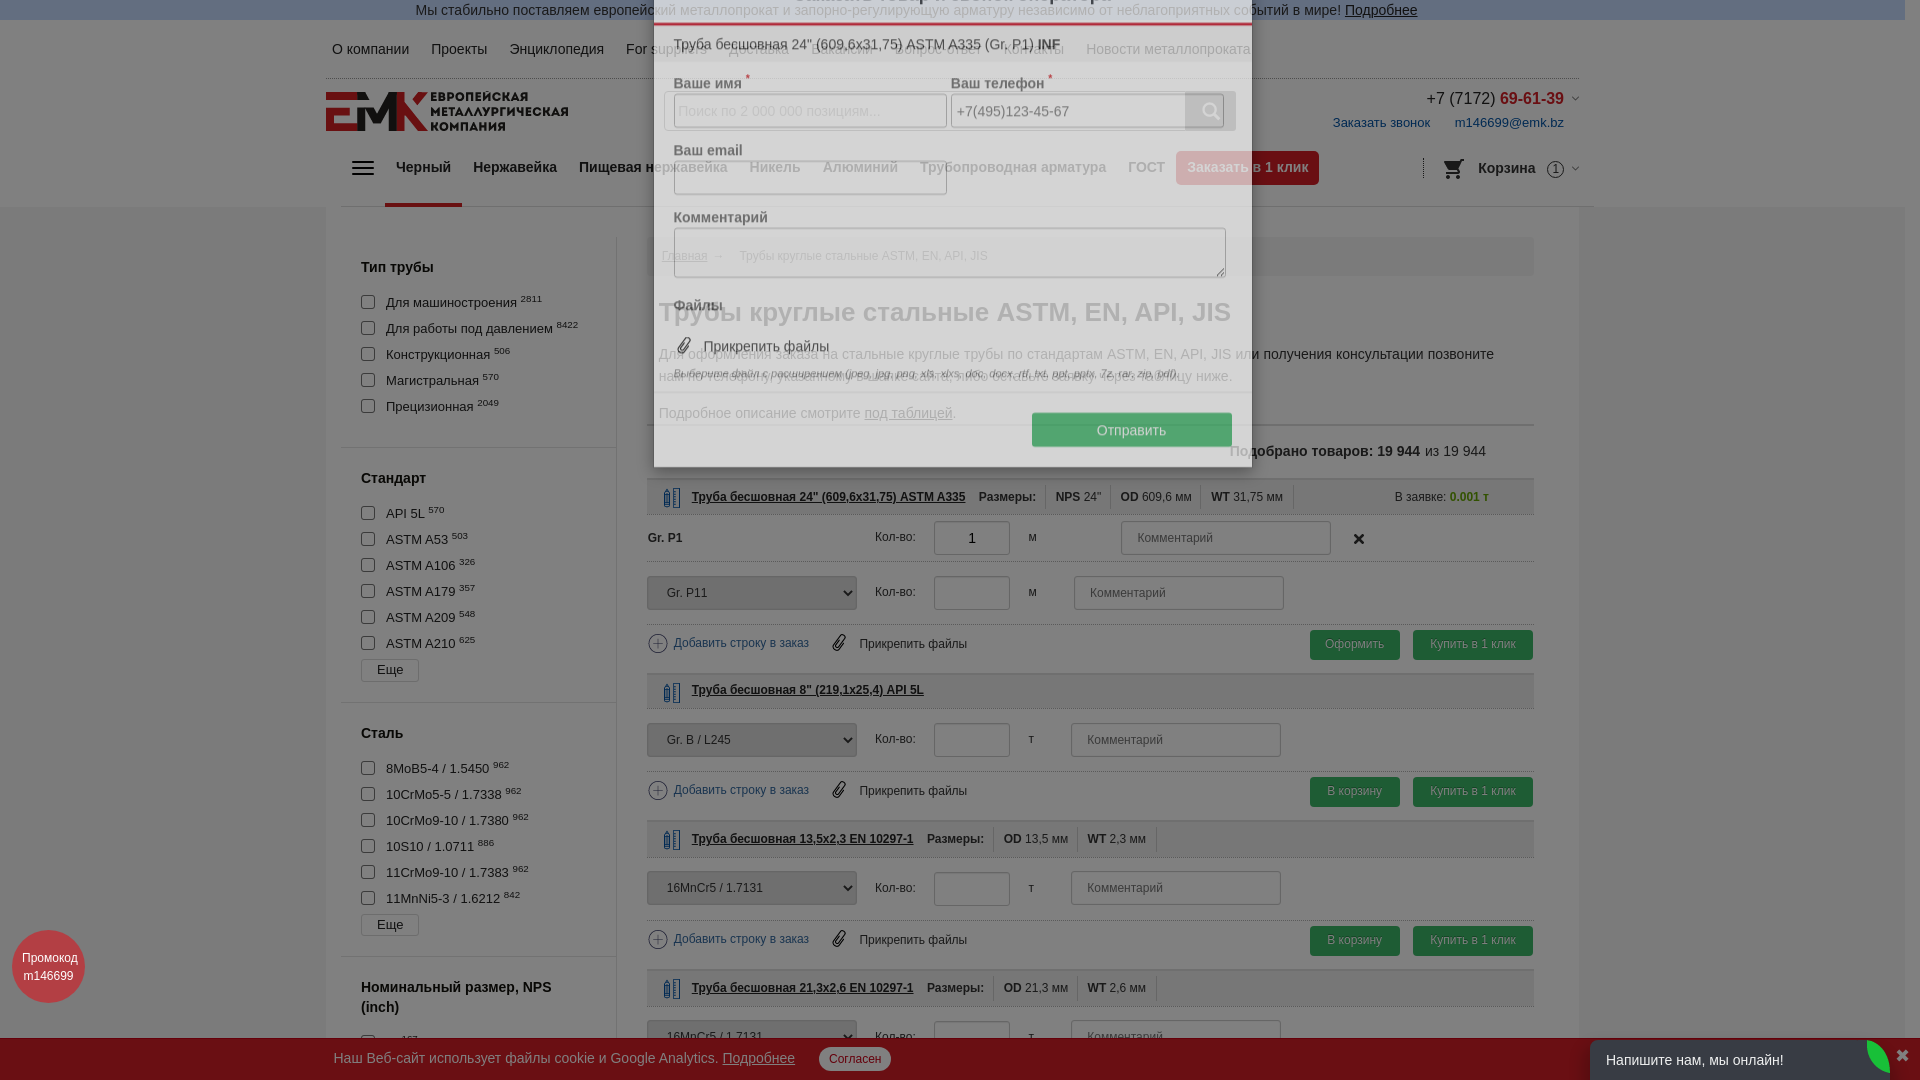 Мы стабильно поставляем европейский металлопрокат и запорно-регулирующую арматуру независимо от неблагоприятных событий в мире! Подробнее
О компании Проекты Энциклопедия For suppliers Доставка Вакансии Вопрос-ответ Контакты Новости металлопроката
Труба бесшовная 24" (609,6x31,75) ASTM A335 (Gr. P1) INF
Ваше имя * Ваш телефон *
ЕМК ЕВРОПЕЙСКАЯ МЕТАЛЛУРГИЧЕСКАЯ КОМПАНИЯ
Поиск по 2 000 000 позициям...
+7(495)123-45-67
+7 (7172) 69-61-39
Заказать звонок m146699@emk.bz
Ваш email
Черный Нержавейка Пищевая нержавейка Никель Алюминий Трубопроводная арматура ГОСТ Заказать в 1 клик Корзина 1
Комментарий
Главная → Трубы круглые стальные ASTM, EN, API, JIS
Файлы
Трубы круглые стальные ASTM, EN, API, JIS
Прикрепить файлы
Для оформления заказа на стальные круглые трубы по стандартам ASTM, EN, API, JIS или получения консультации позвоните
Выберите файл с расширением (jpeg, jpg, png, xls, xlxs, doc, docx, rtf, txt, ppt, pptx, 7z, rar, zip, pdf).
нам по телефону, указанному в шапке сайта, либо оставьте заявку через таблицу ниже.
Подробное описание смотрите под таблицей.
Отправить
Подобрано товаров: 19 944 из 19 944
Тип трубы
Для машиностроения 2811
Для работы под давлением 8422
Конструкционная 506
Магистральная 570
Прецизионная 2049
Стандарт
API 5L 570
ASTM A53 503
ASTM A106 326
ASTM A179 357
ASTM A209 548
ASTM A210 625
Еще
Сталь
8MoB5-4 / 1.5450 962
10CrMo5-5 / 1.7338 962
10CrMo9-10 / 1.7380 962
10S10 / 1.0711 886
11CrMo9-10 / 1.7383 962
11MnNi5-3 / 1.6212 842
Еще
Номинальный размер, NPS
(inch)
Труба бесшовная 24" (609,6x31,75) ASTM A335 Размеры: NPS 24" OD 609,6 мм WT 31,75 мм В заявке: 0.001 т
Gr. P1 Кол-во: 1 м Комментарий
Gr. P11 Кол-во: м Комментарий
Добавить строку в заказ Прикрепить файлы Оформить Купить в 1 клик
Труба бесшовная 8" (219,1x25,4) API 5L
Gr. B / L245 Кол-во: т Комментарий
Добавить строку в заказ Прикрепить файлы В корзину Купить в 1 клик
Труба бесшовная 13,5x2,3 EN 10297-1 Размеры: OD 13,5 мм WT 2,3 мм
16MnCr5 / 1.7131 Кол-во: т Комментарий
Добавить строку в заказ Прикрепить файлы В корзину Купить в 1 клик
Труба бесшовная 21,3x2,6 EN 10297-1 Размеры: OD 21,3 мм WT 2,6 мм
16MnCr5 / 1.7131 Кол-во: т Комментарий
Промокод
m146699
Наш Веб-сайт использует файлы cookie и Google Analytics. Подробнее Согласен
Напишите нам, мы онлайн!